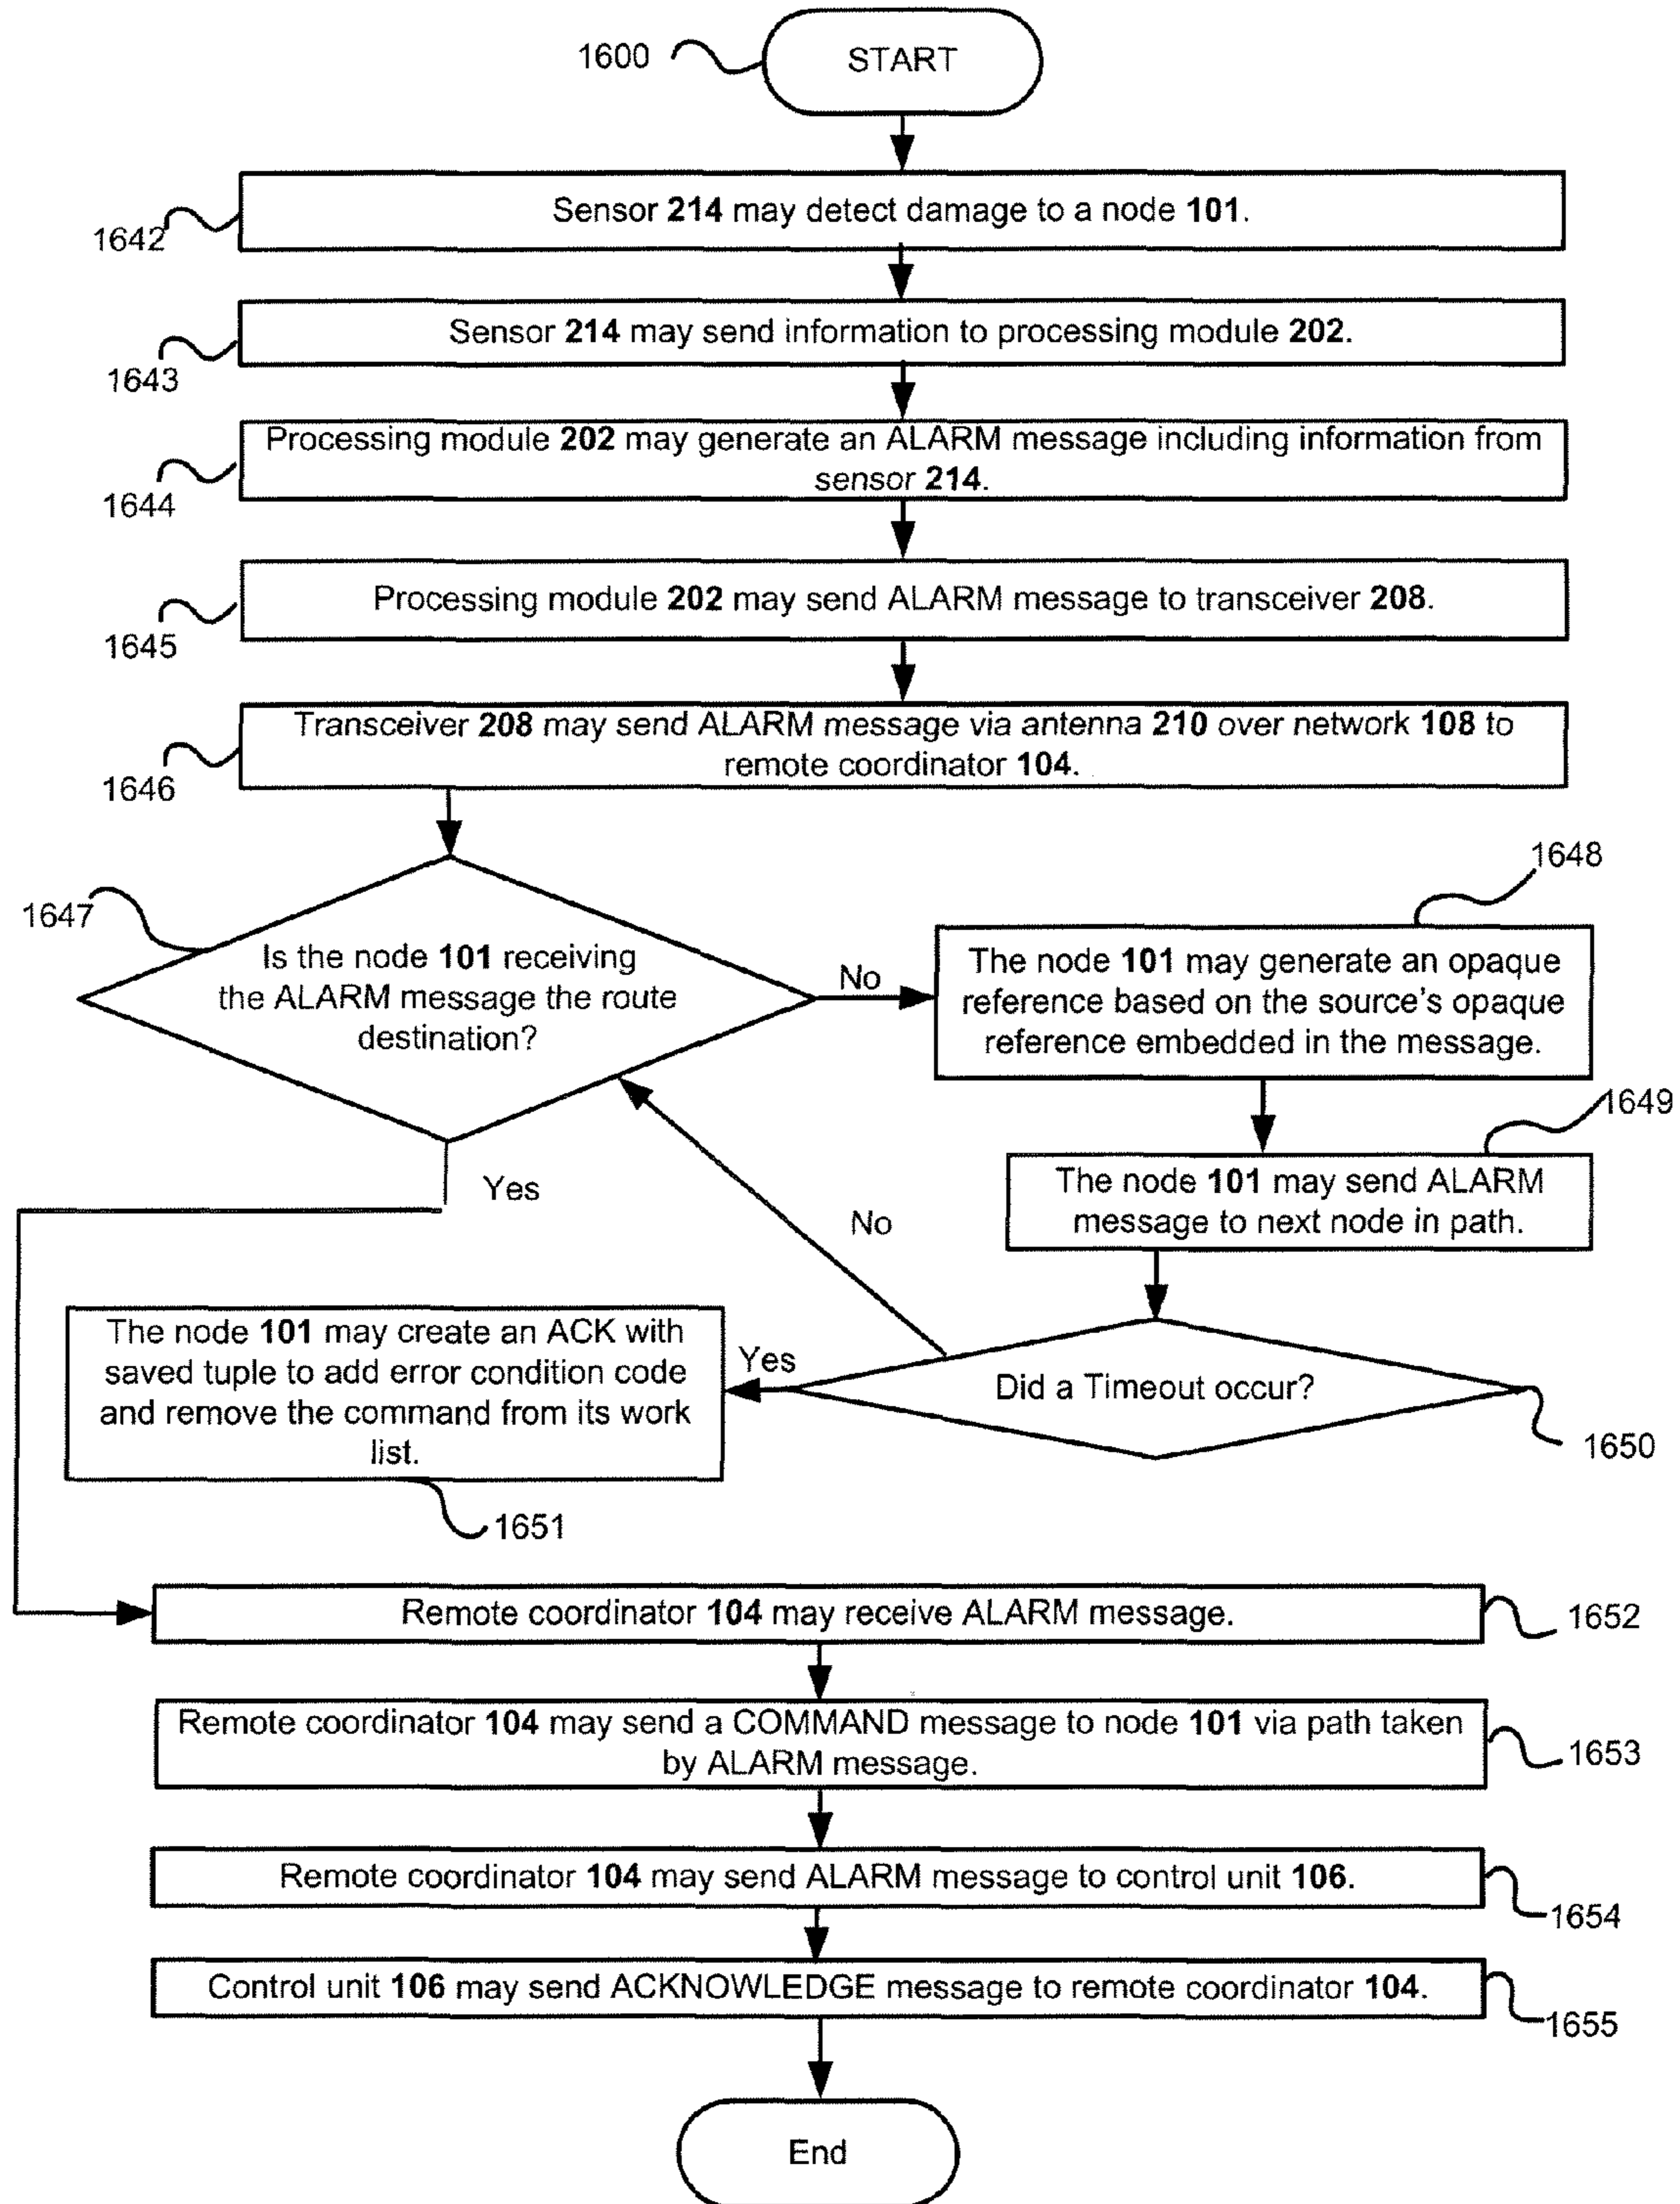 1600
START
Sensor 214 may detect damage to a node 101.
1642
Sensor 214 may send information to processing module 202.
1643
Processing module 202 may generate an ALARM message including information from
sensor 214.
1644
Processing module 202 may send ALARM message to transceiver 208.
1645
Transceiver 208 may send ALARM message via antenna 210 over network 108 to
remote coordinator 104.
1646
1647
Is the node 101 receiving
the ALARM message the route
destination?
No
1648
The node 101 may generate an opaque
reference based on the source's opaque
reference embedded in the message.
1649
The node 101 may send ALARM
message to next node in path.
Yes
No
Did a Timeout occur?
1650
Yes
The node 101 may create an ACK with
saved tuple to add error condition code
and remove the command from its work
list.
1651
Remote coordinator 104 may receive ALARM message.
1652
Remote coordinator 104 may send a COMMAND message to node 101 via path taken
by ALARM message.
1653
Remote coordinator 104 may send ALARM message to control unit 106.
1654
Control unit 106 may send ACKNOWLEDGE message to remote coordinator 104.
1655
End